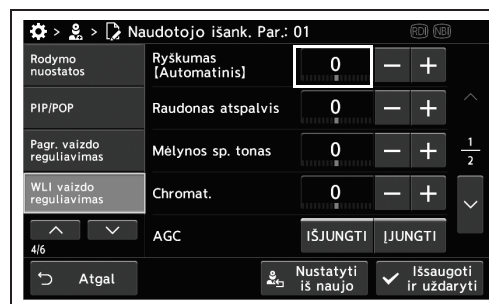 > > Naudotojo išank. Par.: 01
RDI NBI
Rodymo
nuostatos
Ryškumas
[Automatinis]
0 − +
PIP/POP
Raudonas atspalvis
0 − +
Pagr. vaizdo
reguliavimas
Mėlynos sp. tonas
0 − +
1
2
WLI vaizdo
reguliavimas
Chromat.
0 − +
4/6
AGC
IŠJUNGTI ĮJUNGTI
Atgal
Nustatyti
iš naujo
Išsaugoti
ir uždaryti